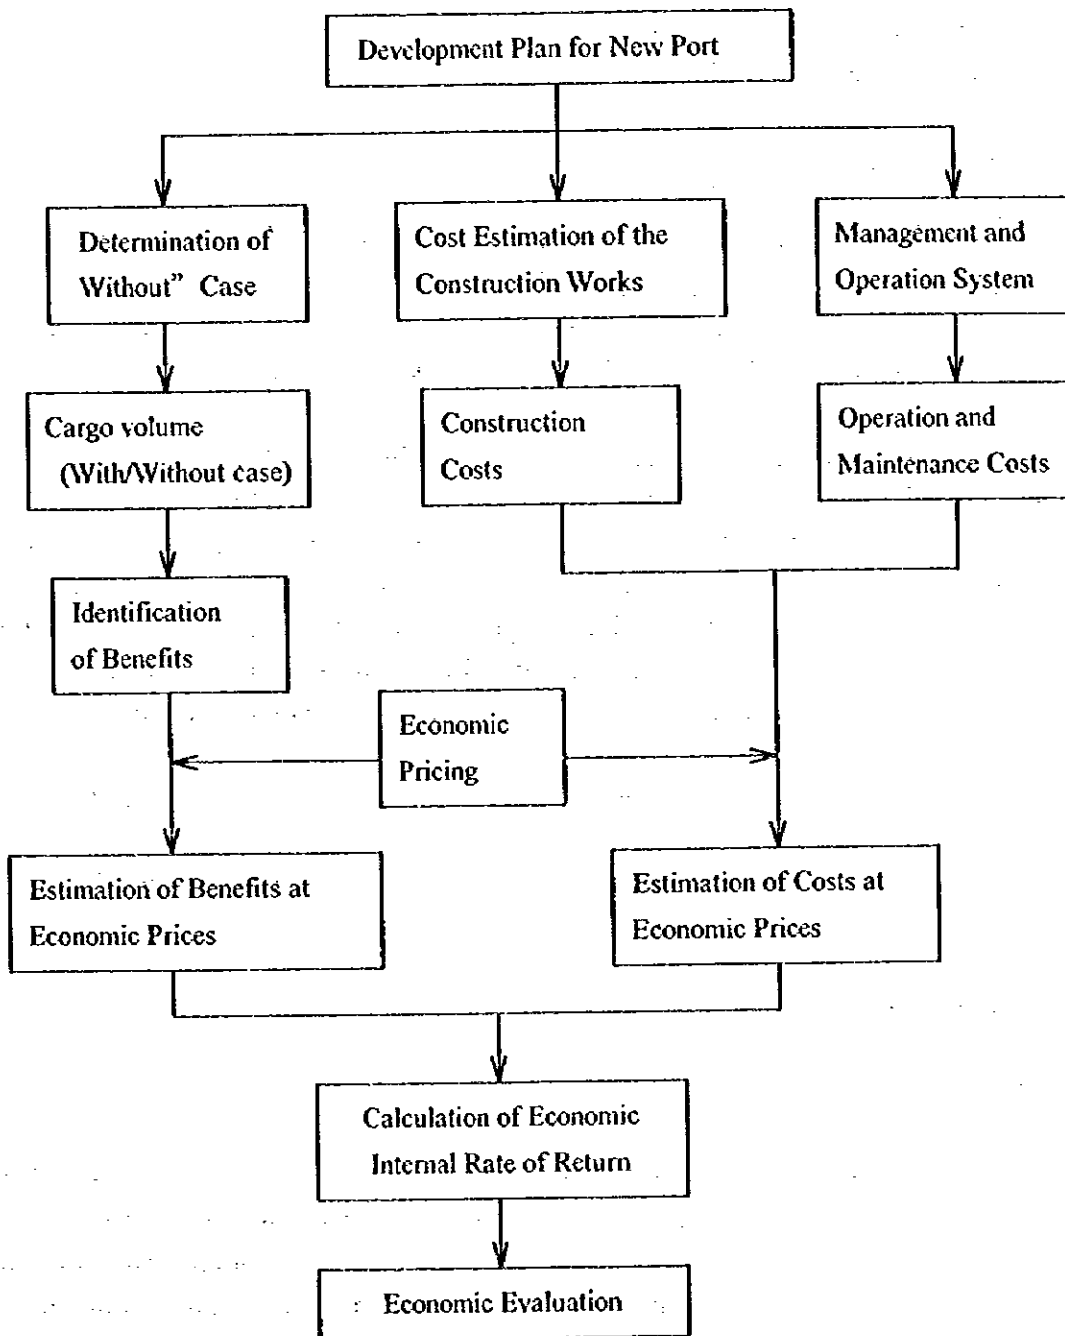 Development Plan for New Port
Determination of
Without” Case
Cost Estimation of the
Construction Works
Management and
Operation System
Cargo volume
(With/Without case)
Construction
Costs
Operation and
Maintenance Costs
Identification
of Benefits
Economic
Pricing
Estimation of Benefits at
Economic Prices
Estimation of Costs at
Economic Prices
Calculation of Economic
Internal Rate of Return
Economic Evaluation